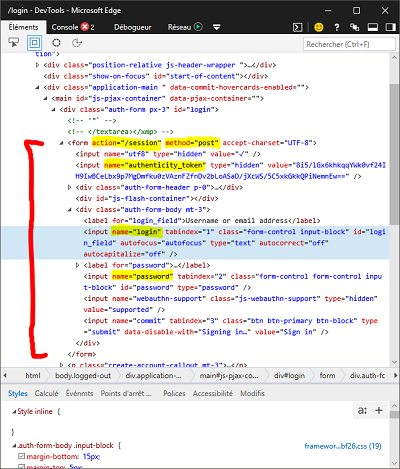 /login - DevTools - Microsoft Edge
Éléments Console Débogueur Réseau
Rechercher (Ctrl+F)
tion">
<div class="position-relative js-header-wrapper ">…</div>
<div class="show-on-focus" id="start-of-content"></div>
<div class="application-main " data-commit-hovercards-enabled="">
<main id="js-pjax-container" data-pjax-container="">
<div class="auth-form px-3" id="login">
<!-- '"` -->
<!-- </textarea></xmp> -->
<form action="/session" method="post" accept-charset="UTF-8">
<input name="utf8" type="hidden" value="✓" />
<input name="authenticity_token" type="hidden" value="8i5/
<div class="auth-form-header p-0">…</div>
<div id="js-flash-container"></div>
<div class="auth-form-body mt-3">
<label for="login_field">Username or email address</label>
<input name="login" tabindex="1" class="form-control input-block" id="logi
n_field" autofocus="autofocus" type="text" autocorrect="off"
autocapitalize="off" />
<label for="password">…</label>
<input name="password" tabindex="2" class="form-control form-control inpu
t-block" id="password" type="password" />
<input name="webauthn-support" class="js-webauthn-support" type="hidden"
value="supported" />
<input name="commit" tabindex="3" class="btn btn-primary btn-block" type
="submit" data-disable-with="Signing in…" value="Sign in" />
</div>
</form>
<p class="create-account-callout mt-3">…</p>
html body.logged-out div.application-... main#js-pjax-co... div#login form div.auth-fc
Styles Calculé Événmts Points d'arrêt ... Polices Accessibilité Modifications
Style inline {
a: +
}
.auth-form-body .input-block {
framewor...bf26.css (19)
margin-bottom: 15px;
margin-top: 5px;